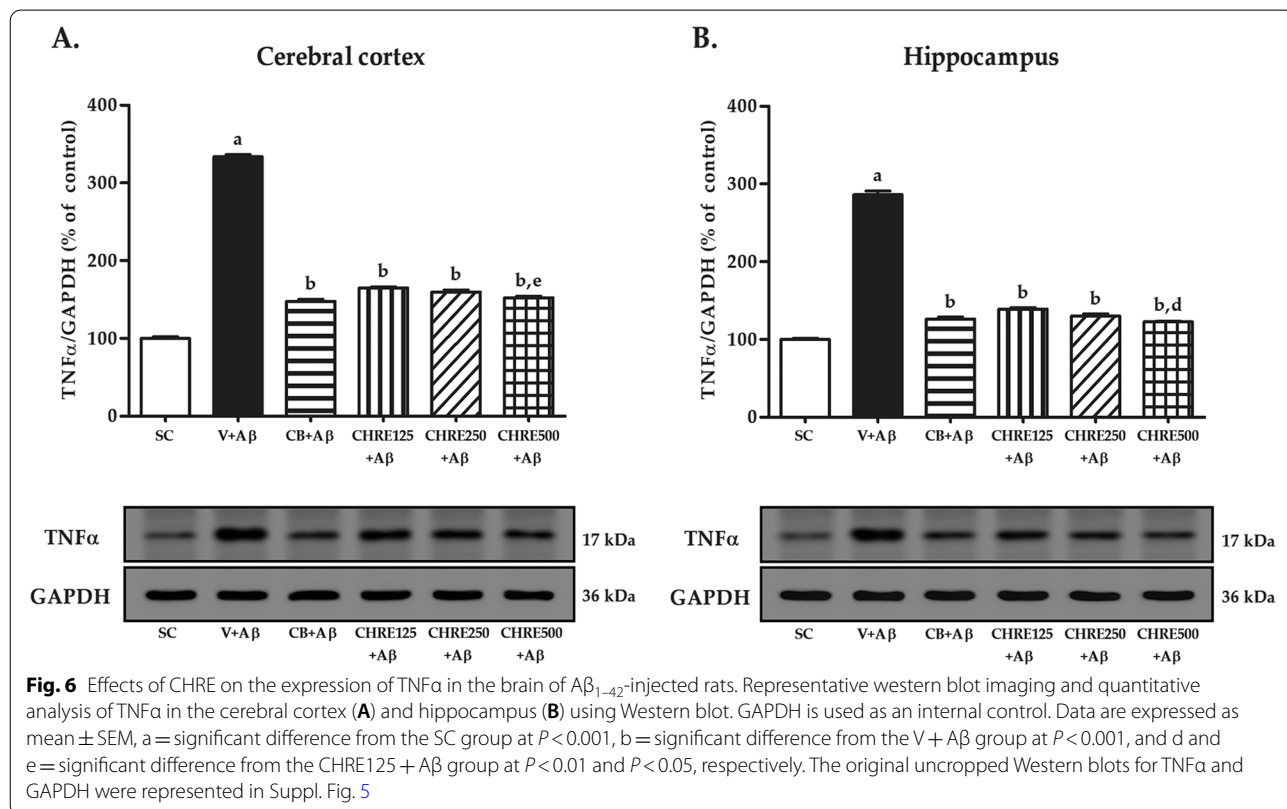 A.
Cerebral cortex
TNFα/GAPDH (% of control)
400
300
200
100
0
a
b
b
b
b,e
SC
V+Aβ
CB+Aβ
CHRE125
+Aβ
CHRE250
+Aβ
CHRE500
+Aβ
TNFα
17 kDa
GAPDH
36 kDa
SC
V+Aβ
CB+Aβ
CHRE125
+Aβ
CHRE250
+Aβ
CHRE500
+Aβ
B.
Hippocampus
TNFα/GAPDH (% of control)
400
300
200
100
0
a
b
b
b
b,d
SC
V+Aβ
CB+Aβ
CHRE125
+Aβ
CHRE250
+Aβ
CHRE500
+Aβ
TNFα
17 kDa
GAPDH
36 kDa
SC
V+Aβ
CB+Aβ
CHRE125
+Aβ
CHRE250
+Aβ
CHRE500
+Aβ
Fig. 6 Effects of CHRE on the expression of TNFα in the brain of Aβ1–42-injected rats. Representative western blot imaging and quantitative
analysis of TNFα in the cerebral cortex (A) and hippocampus (B) using Western blot. GAPDH is used as an internal control. Data are expressed as
mean ± SEM, a = significant difference from the SC group at P < 0.001, b = significant difference from the V + Aβ group at P < 0.001, and d and
e = significant difference from the CHRE125 + Aβ group at P < 0.01 and P < 0.05, respectively. The original uncropped Western blots for TNFα and
GAPDH were represented in Suppl. Fig. 5